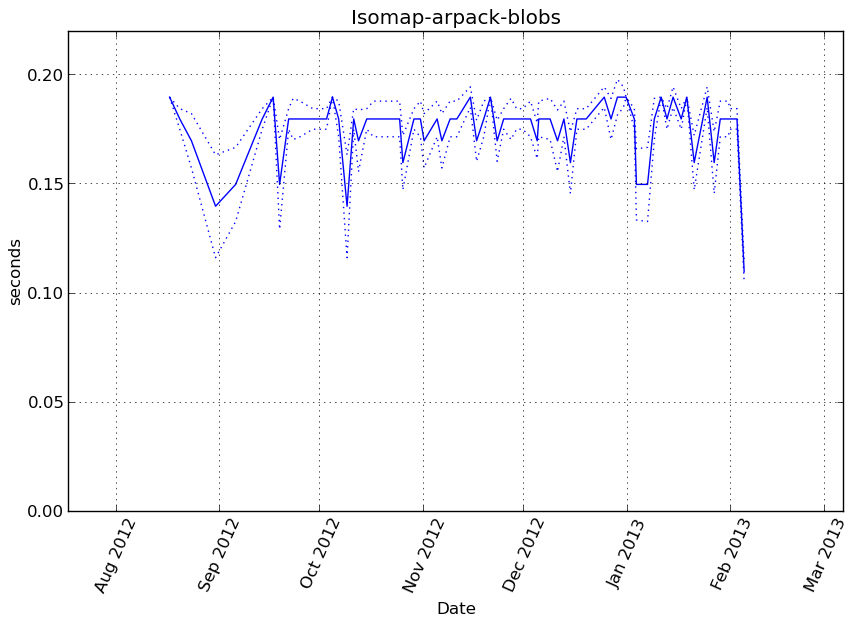 Isomap-arpack-blobs
0.20
0.15
0.10
0.05
0.00
seconds
Aug 2012
Sep 2012
Oct 2012
Nov 2012
Dec 2012
Jan 2013
Feb 2013
Mar 2013
Date